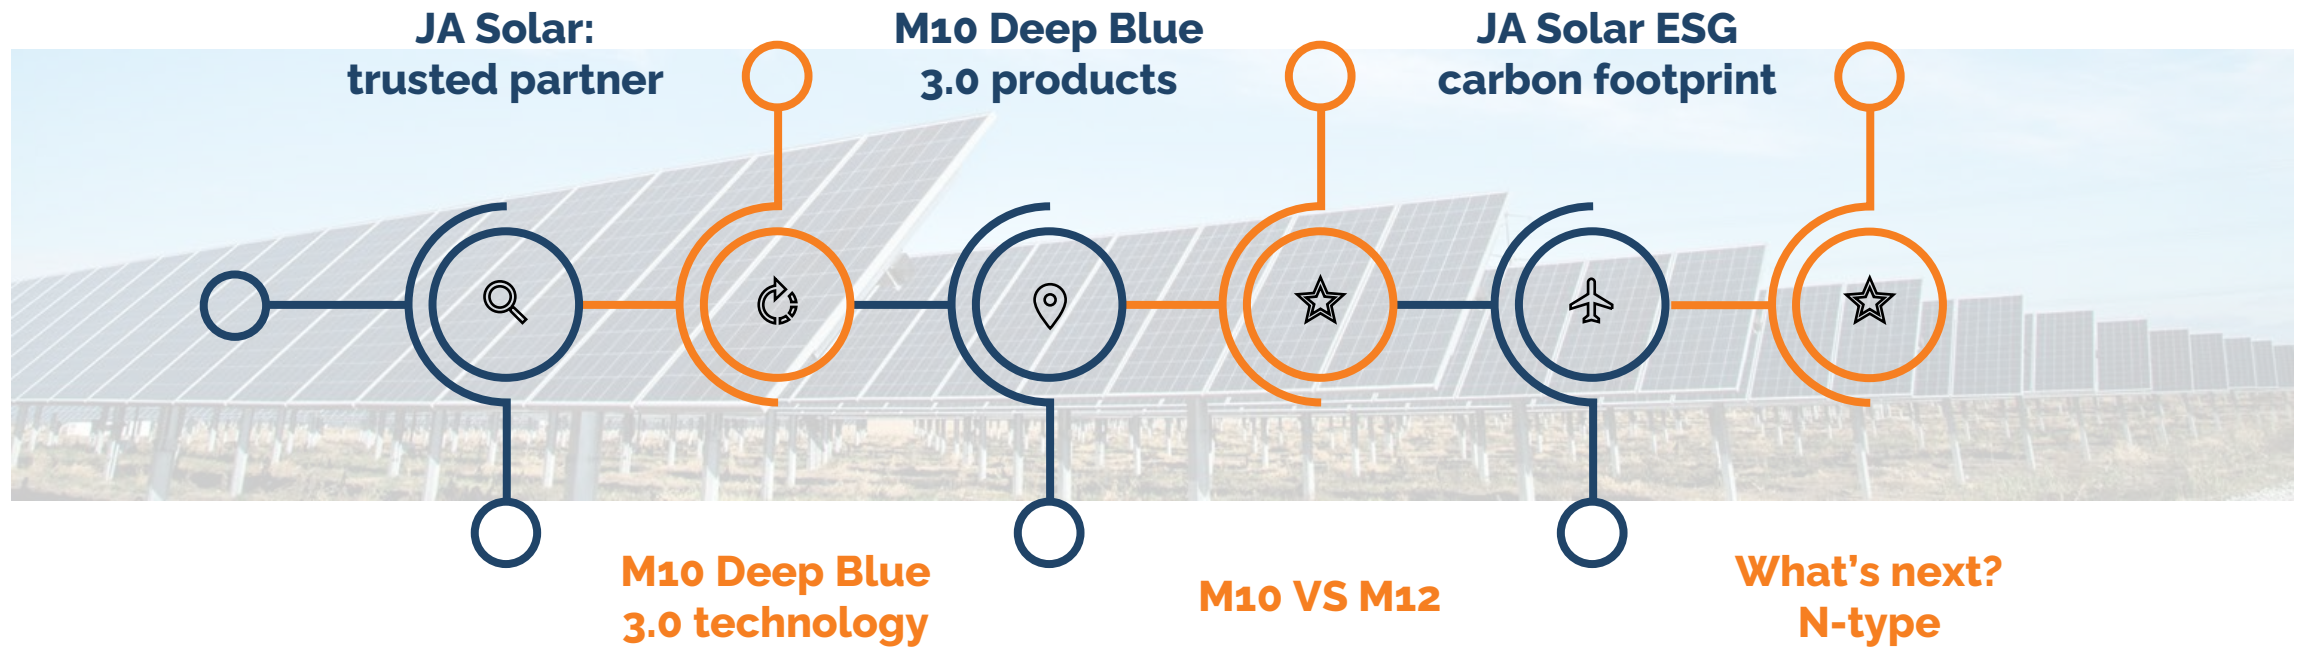 JA Solar:
trusted partner
M10 Deep Blue
3.0 technology
M10 Deep Blue
3.0 products
M10 VS M12
JA Solar ESG
carbon footprint
What's next?
N-type